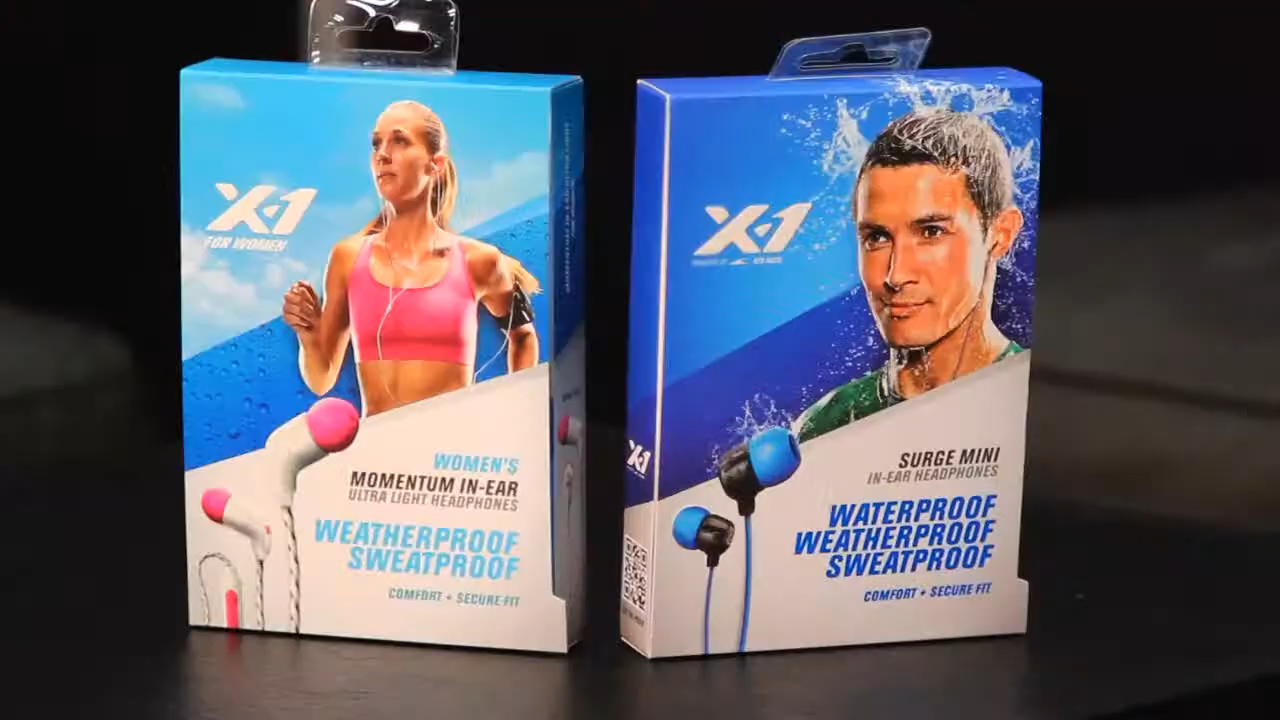 X-1
FOR WOMEN
WOMEN'S
MOMENTUM IN-EAR
ULTRA LIGHT HEADPHONES
WEATHERPROOF
SWEATPROOF
COMFORT + SECURE FIT
X-1
X-1
SURGE MINI
IN-EAR HEADPHONES
WATERPROOF
WEATHERPROOF
SWEATPROOF
COMFORT + SECURE FIT